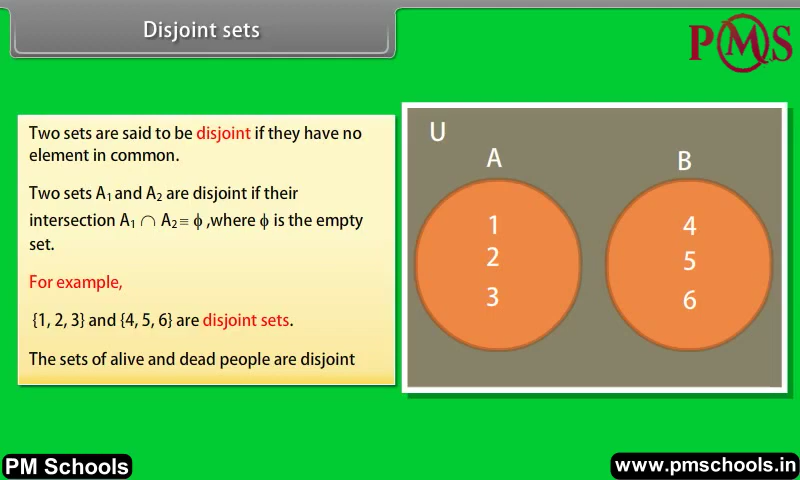 Disjoint sets
PMS
Two sets are said to be disjoint if they have no
element in common.
Two sets A₁ and A₂ are disjoint if their
intersection A₁ ∩ A₂ ≡ ϕ ,where ϕ is the empty
set.
For example,
{1, 2, 3} and {4, 5, 6} are disjoint sets.
The sets of alive and dead people are disjoint
U
A
B
1
2
3
4
5
6
PM Schools
www.pmschools.in